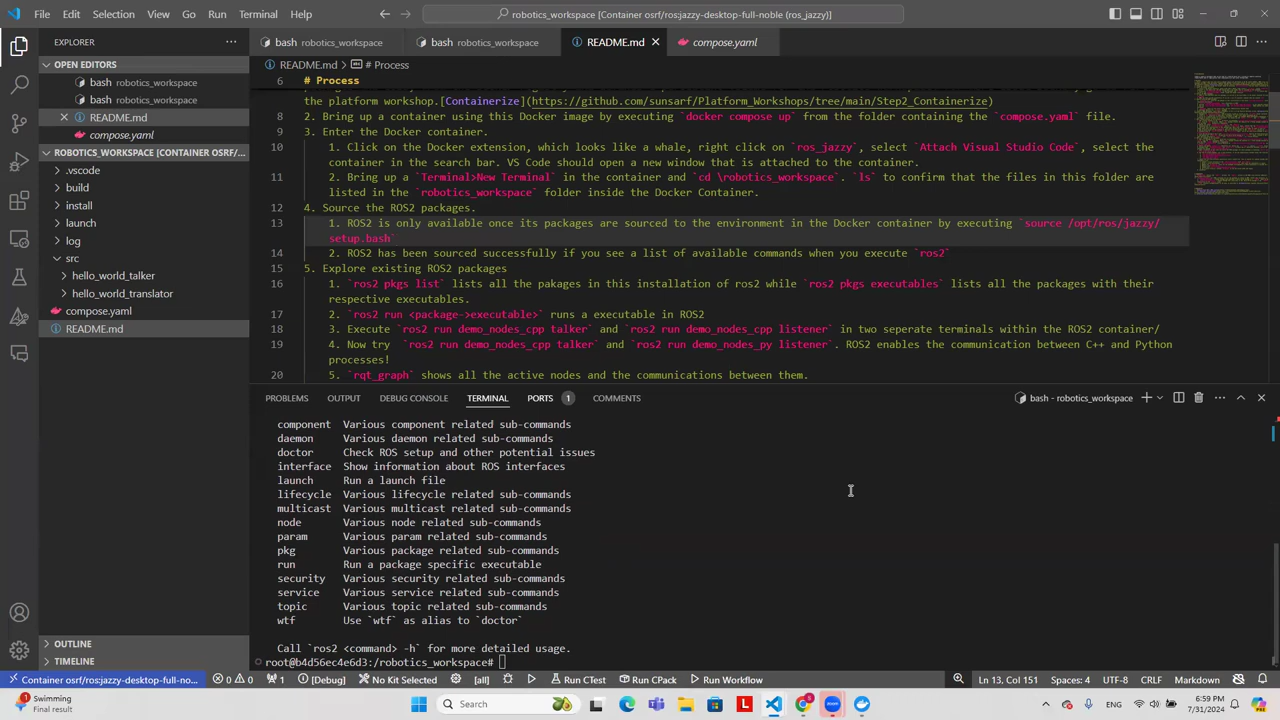 File Edit Selection View Go Run Terminal Help
robotics_workspace [Container osrf/ros:jazzy-desktop-full-noble (ros_jazzy)]
EXPLORER
bash robotics_workspace
bash robotics_workspace
README.md
compose.yaml
OPEN EDITORS
bash robotics_workspace
bash robotics_workspace
README.md
compose.yaml
ROBOTICS_WORKSPACE [CONTAINER OSRF/...
.vscode
build
install
launch
log
src
hello_world_talker
hello_world_translator
compose.yaml
README.md
OUTLINE
TIMELINE
README.md > # Process
6 # Process
the platform workshop.[Containerize](https://github.com/sunsarf/Platform_Workshops/tree/main/Step2_Containerize)
8 2. Bring up a container using this ROS2 image by executing `docker compose up` from the folder containing the `compose.yaml` file.
9 3. Enter the Docker container.
10 1. Click on the Docker extension that looks like a whale, right click on `ros_jazzy`, select `Attach Visual Studio Code`, select the
container in the top bar. This should open a new window that is attached to the container.
11 2. Bring up a `Terminal>New Terminal` in the container and `cd \robotics_workspace`. `ls` to confirm that the files in this folder are
listed in the `robotics_workspace` folder inside the Docker Container.
12 4. Source the ROS2 packages.
13 1. ROS2 is only available once its packages are sourced to the environment in the Docker container by executing `source /opt/ros/jazzy/
setup.bash`
14 2. ROS2 has been sourced successfully if you see a list of available commands when you execute `ros2`
15 5. Explore existing ROS2 packages
16 1. `ros2 pkgs list` lists all the pakages in this installation of ros2 while `ros2 pkgs executables` lists all the packages with their
respective executables.
17 2. `ros2 run <package->executable>` runs a executable in ROS2
18 3. Execute `ros2 run demo_nodes_cpp talker` and `ros2 run demo_nodes_cpp listener` in two seperate terminals within the ROS2 container/
19 4. Now try `ros2 run demo_nodes_cpp talker` and `ros2 run demo_nodes_py listener`. ROS2 enables the communication between C++ and Python
processes!
20 5. `rqt_graph` shows all the active nodes and the communications between them.
PROBLEMS OUTPUT DEBUG CONSOLE TERMINAL PORTS 1 COMMENTS
bash - robotics_workspace
component Various component related sub-commands
daemon Various daemon related sub-commands
doctor Check ROS setup and other potential issues
interface Show information about ROS interfaces
launch Run a launch file
lifecycle Various lifecycle related sub-commands
multicast Various multicast related sub-commands
node Various node related sub-commands
param Various param related sub-commands
pkg Various package related sub-commands
run Run a package specific executable
security Various security related sub-commands
service Various service related sub-commands
topic Various topic related sub-commands
wtf Use `wtf` as alias to `doctor`
Call `ros2 <command> -h` for more detailed usage.
root@b4d56ec4e6d3:/robotics_workspace#
Container osrf/ros:jazzy-desktop-full-no... 0 0 1 [Debug] No Kit Selected [all] Run CTest Run CPack Run Workflow Ln 13, Col 151 Spaces: 4 UTF-8 CRLF Markdown
Swimming
Final result
Search
6:59 PM
7/31/2024